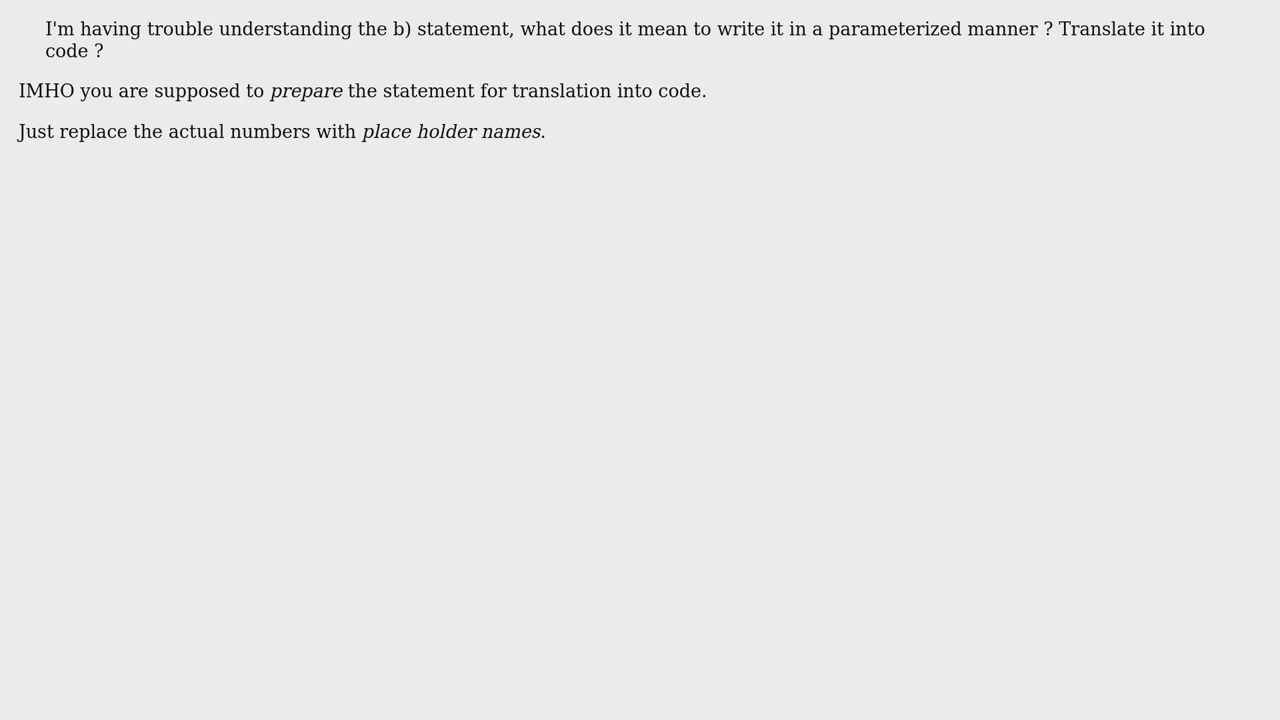 I'm having trouble understanding the b) statement, what does it mean to write it in a parameterized manner ? Translate it into
code ?
IMHO you are supposed to prepare the statement for translation into code.
Just replace the actual numbers with place holder names.